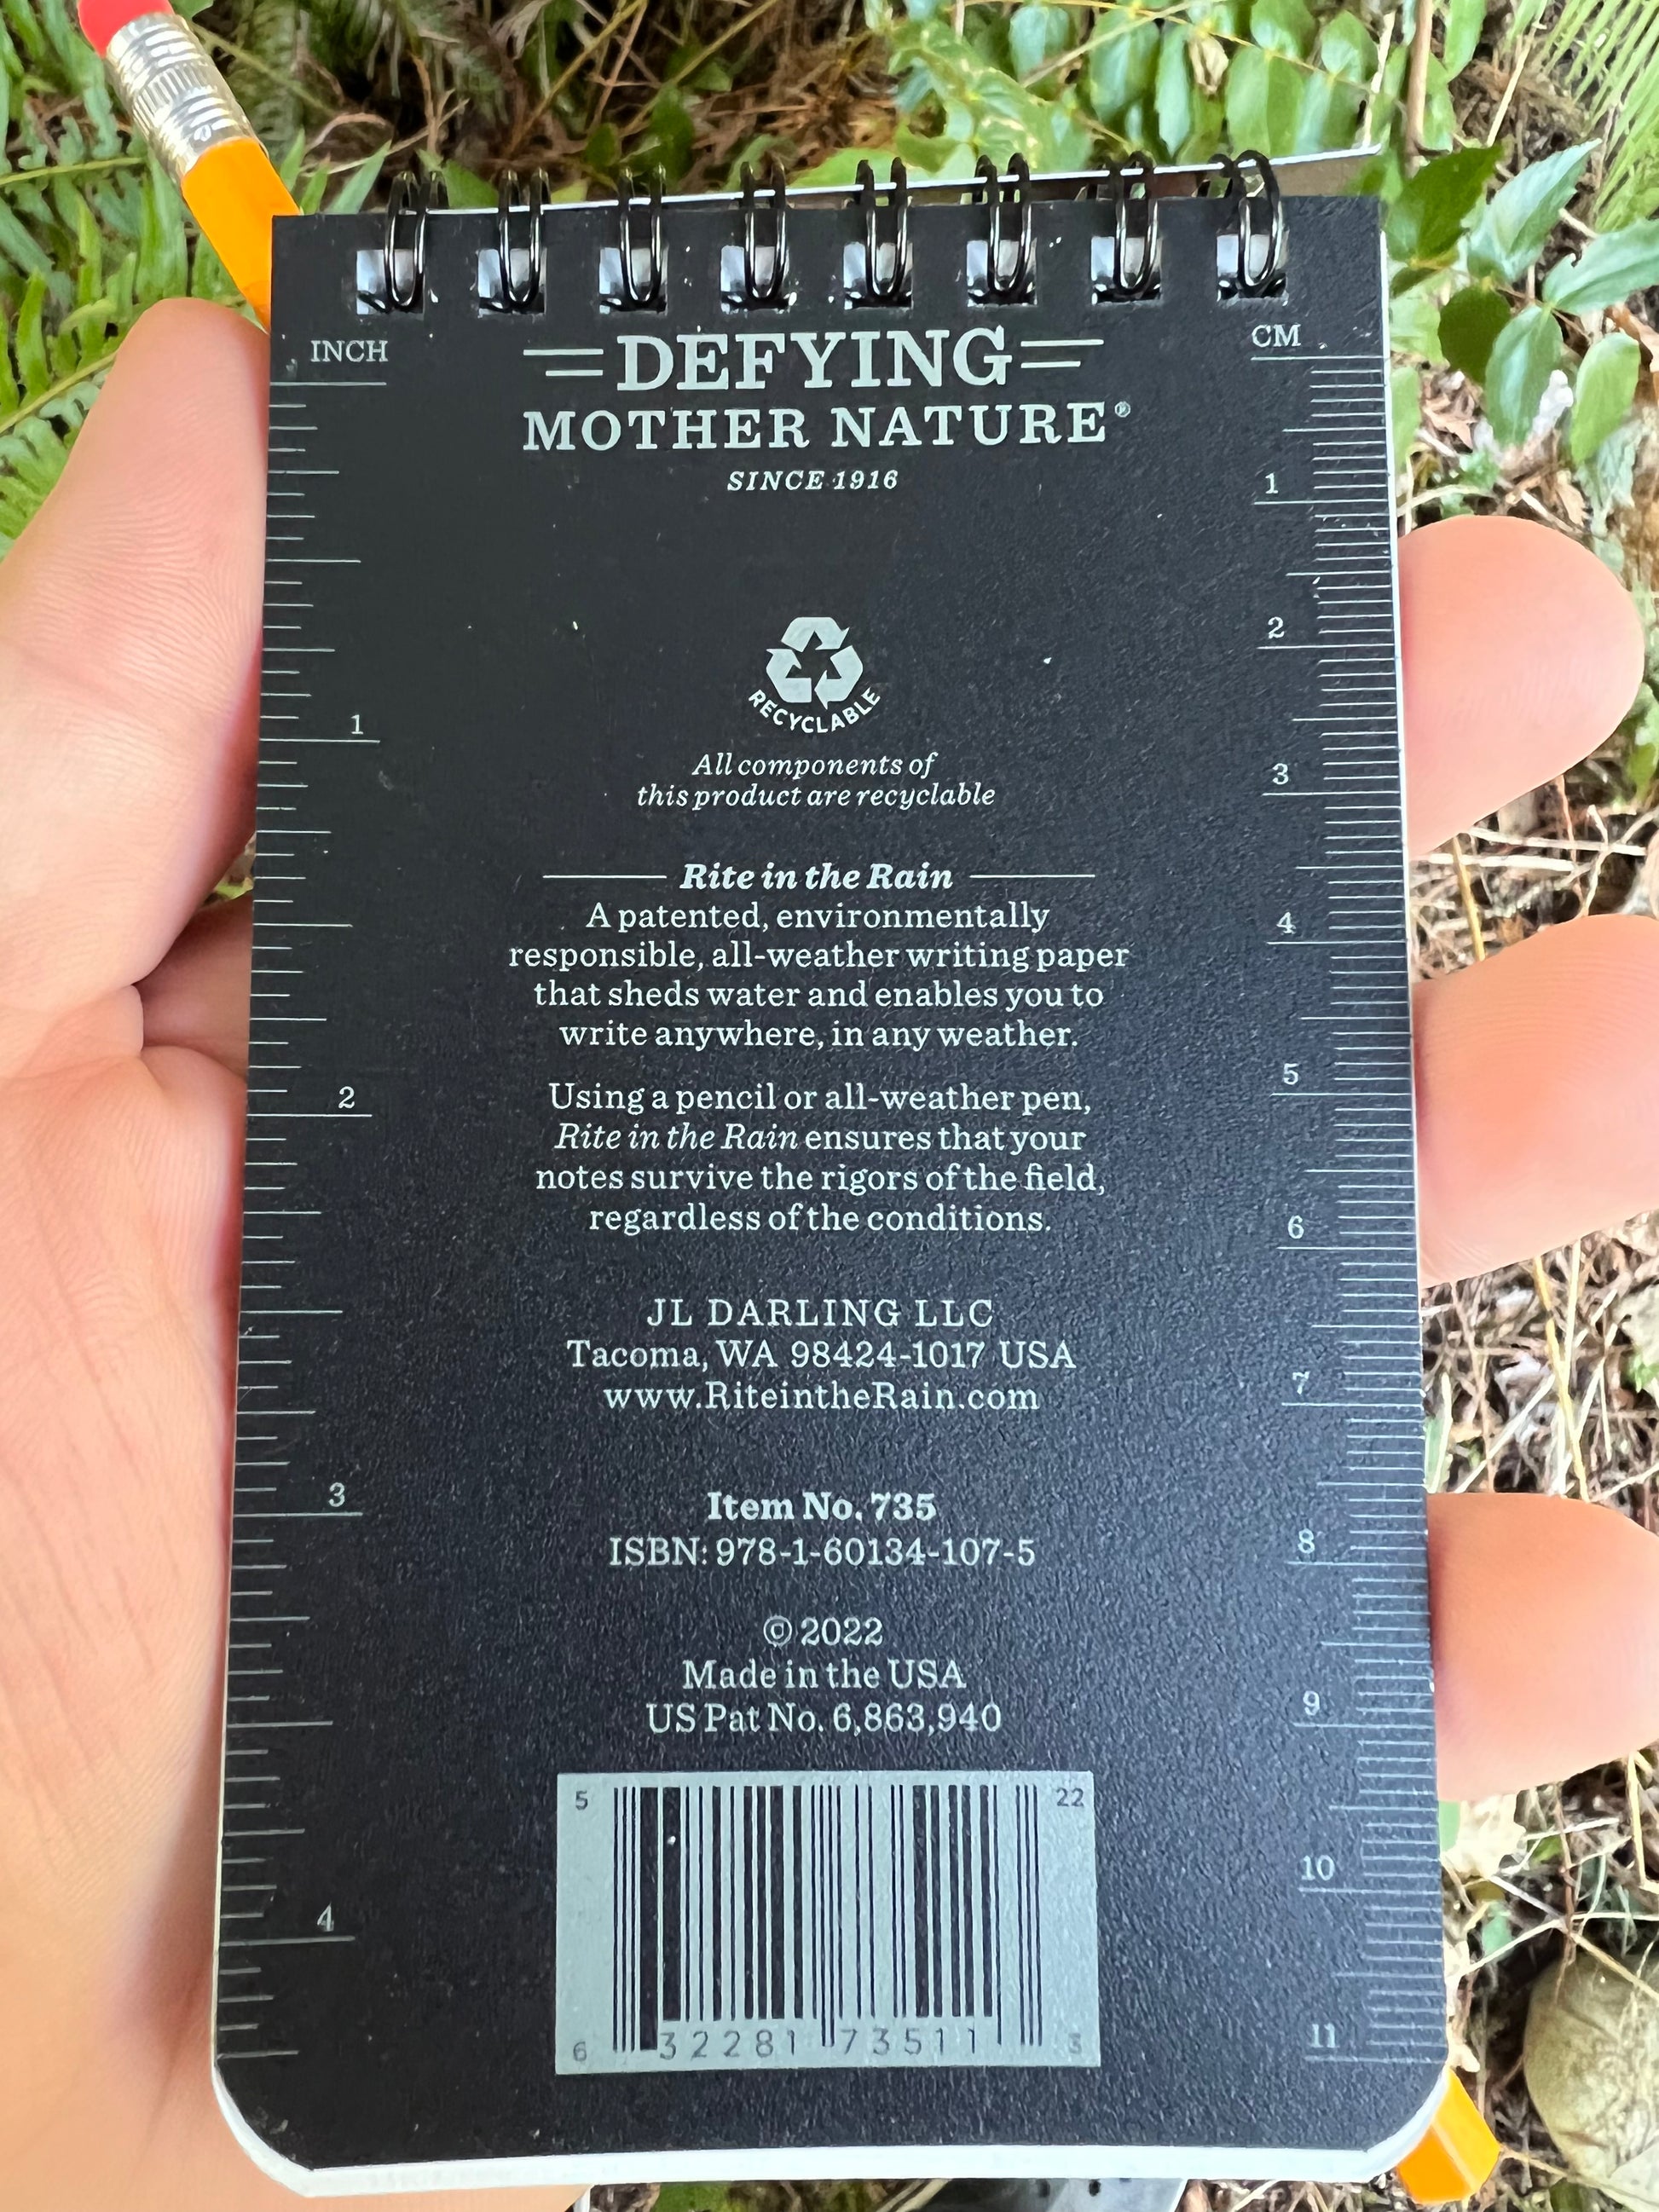 INCH
CM
DEFYING
MOTHER NATURE®
SINCE 1916
RECYCLABLE
All components of
this product are recyclable
Rite in the Rain
A patented, environmentally
responsible, all-weather writing paper
that sheds water and enables you to
write anywhere, in any weather.
Using a pencil or all-weather pen,
Rite in the Rain ensures that your
notes survive the rigors of the field,
regardless of the conditions.
JL DARLING LLC
Tacoma, WA 98424-1017 USA
www.RiteintheRain.com
Item No. 735
ISBN: 978-1-60134-107-5
© 2022
Made in the USA
US Pat No. 6,863,940
5 22
6 32281 73511 3
1
2
3
4
1
2
3
4
5
6
7
8
9
10
11